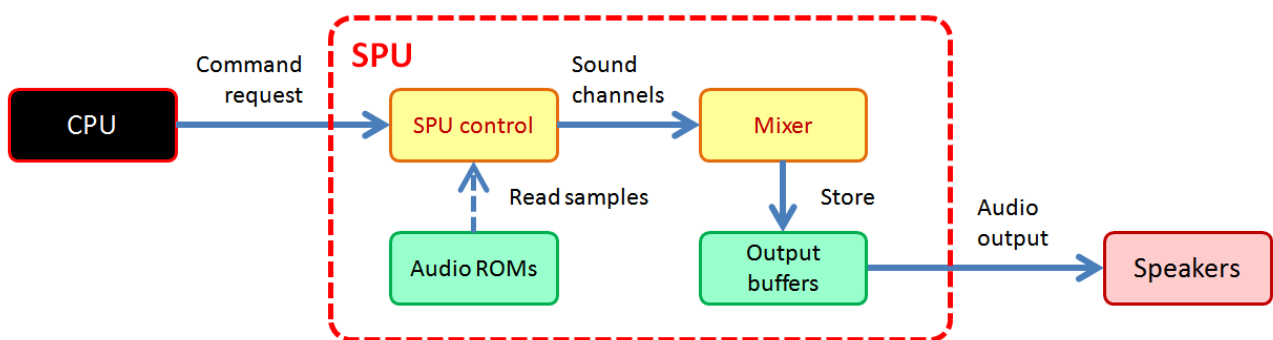 SPU
Command
request
Sound
channels
CPU
SPU control
Mixer
Read samples
Store
Audio
output
Audio ROMs
Output
buffers
Speakers